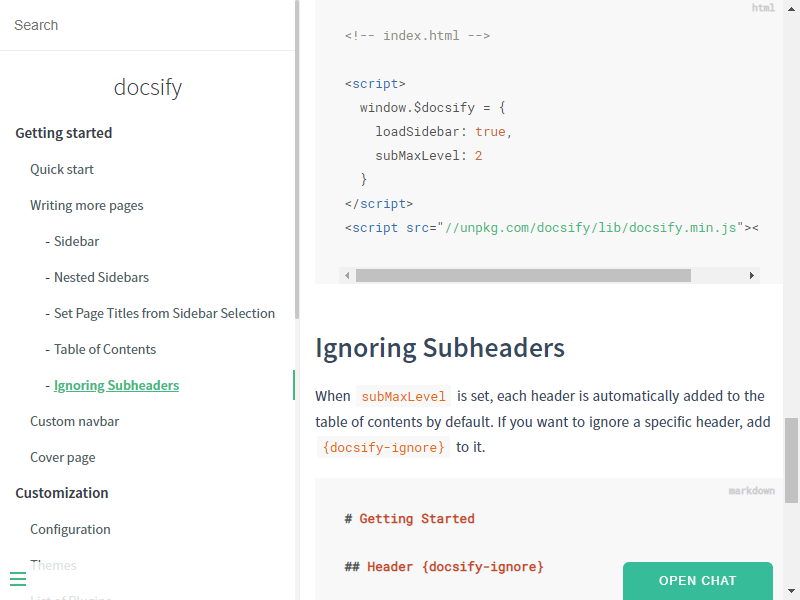 Search
docsify
Getting started
Quick start
Writing more pages
- Sidebar
- Nested Sidebars
- Set Page Titles from Sidebar Selection
- Table of Contents
- Ignoring Subheaders
Custom navbar
Cover page
Customization
Configuration
Themes
List of Plugins
html
<!-- index.html -->
<script>
window.$docsify = {
loadSidebar: true,
subMaxLevel: 2
}
</script>
<script src="//unpkg.com/docsify/lib/docsify.min.js"><
Ignoring Subheaders
When subMaxLevel is set, each header is automatically added to the
table of contents by default. If you want to ignore a specific header, add
{docsify-ignore} to it.
markdown
# Getting Started
## Header {docsify-ignore}
OPEN CHAT